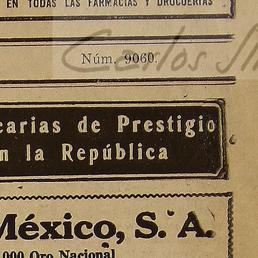 EN TODAS LAS FARMACIAS Y DROGUERIAS
Carlos
Núm. 9060.
carias de Prestigio
n la República
México, S. A.
000 Oro Nacional